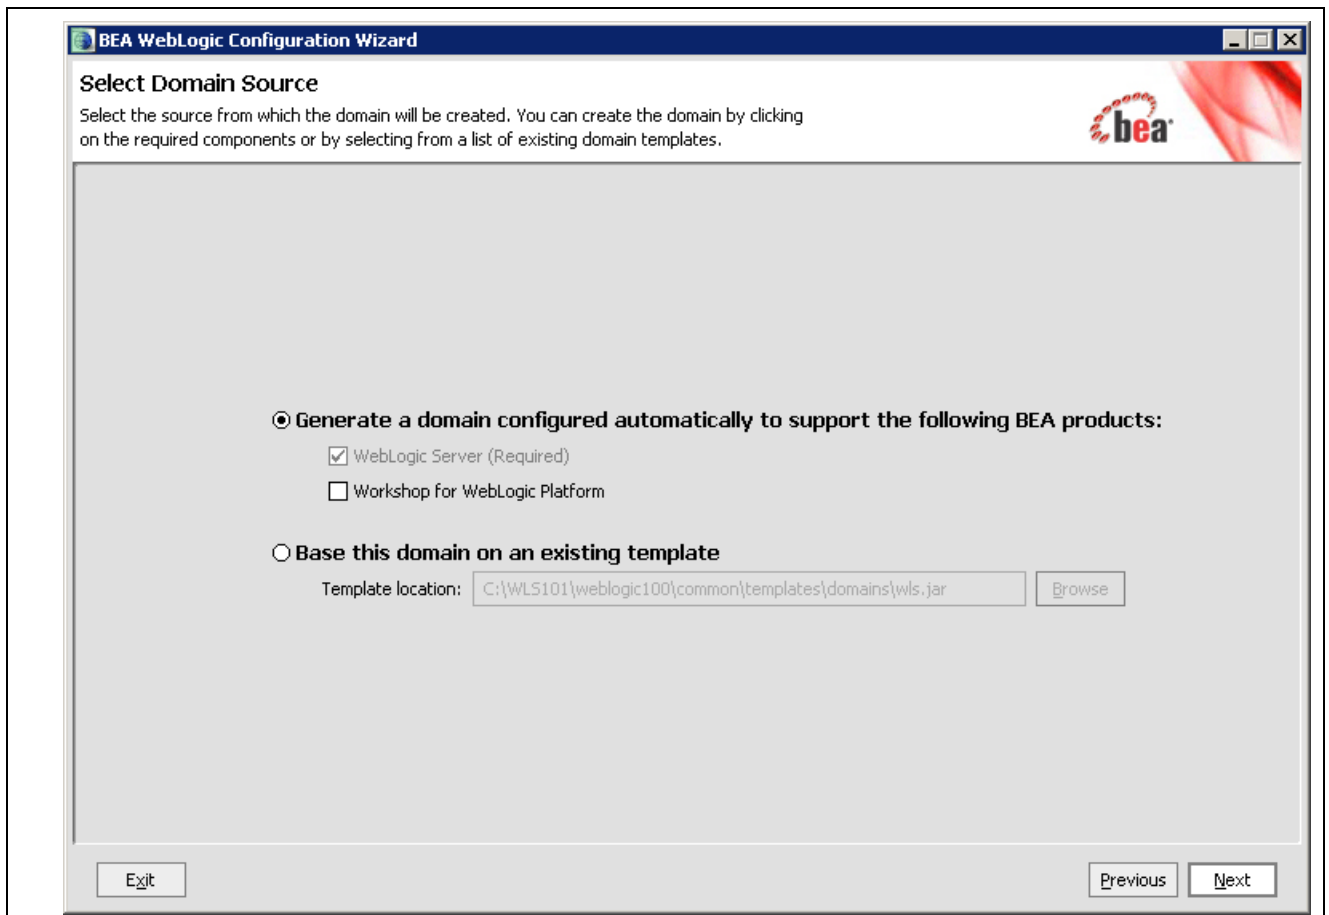 BEA WebLogic Configuration Wizard
Select Domain Source
Select the source from which the domain will be created. You can create the domain by clicking
on the required components or by selecting from a list of existing domain templates.
bea
Generate a domain configured automatically to support the following BEA products:
WebLogic Server (Required)
Workshop for WebLogic Platform
Base this domain on an existing template
Template location: C:\WLS101\weblogic100\common\templates\domains\wls.jar Browse
Exit Previous Next